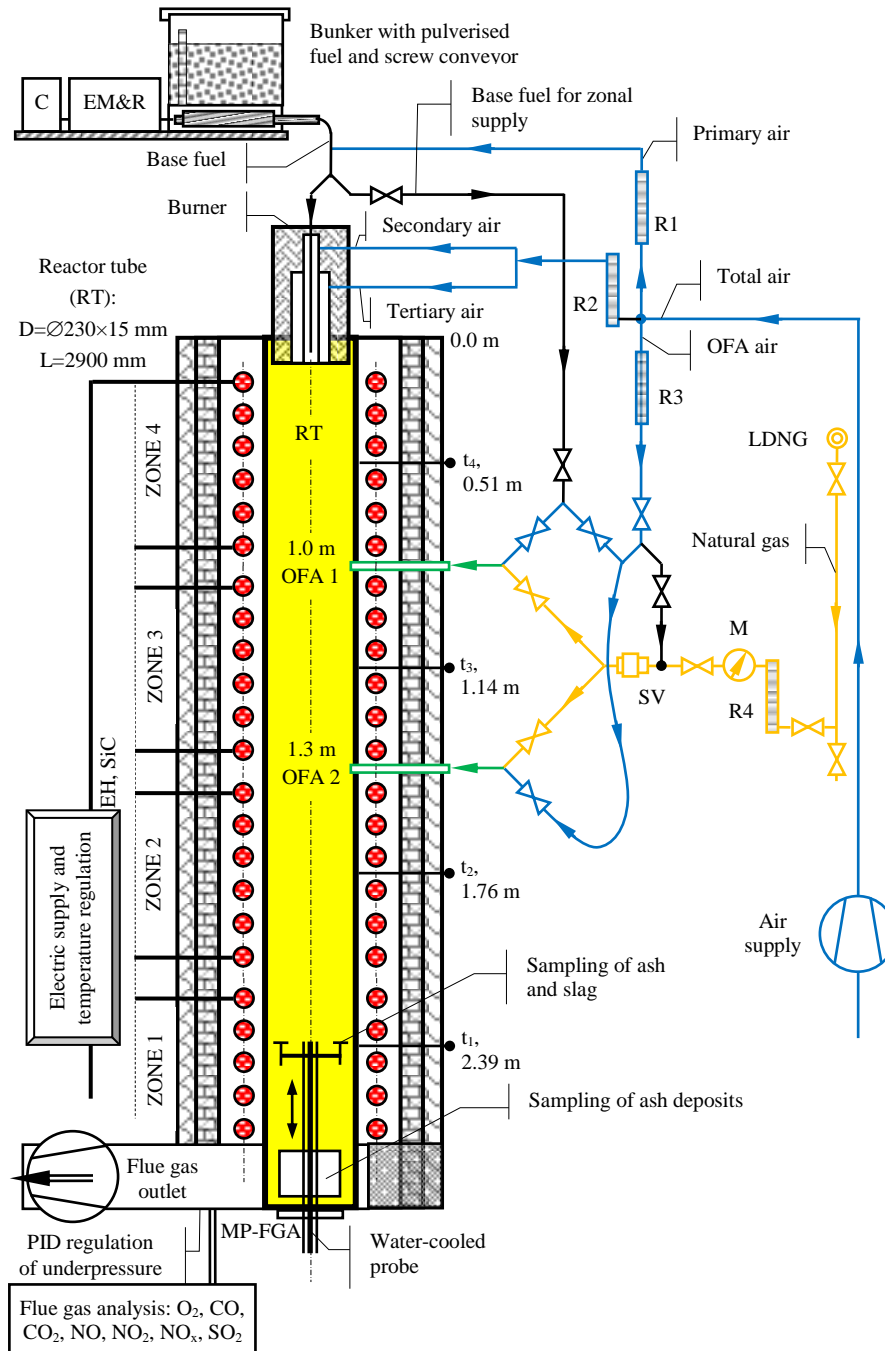 Bunker with pulverised
fuel and screw conveyor
C
EM&R
Base fuel for zonal
supply
Primary air
Base fuel
Burner
Secondary air
R1
Reactor tube
(RT):
D=Ø230×15 mm
L=2900 mm
R2
Total air
Tertiary air
0.0 m
OFA air
R3
RT
LDNG
ZONE 4
t4,
0.51 m
1.0 m
OFA 1
Natural gas
ZONE 3
t3,
1.14 m
M
SV
R4
1.3 m
OFA 2
EH, SiC
ZONE 2
t2,
1.76 m
Electric supply and
temperature regulation
Air
supply
Sampling of ash
and slag
ZONE 1
t1,
2.39 m
Sampling of ash deposits
Flue gas
outlet
MP-FGA
Water-cooled
probe
PID regulation
of underpressure
Flue gas analysis: O2, CO,
CO2, NO, NO2, NOx, SO2